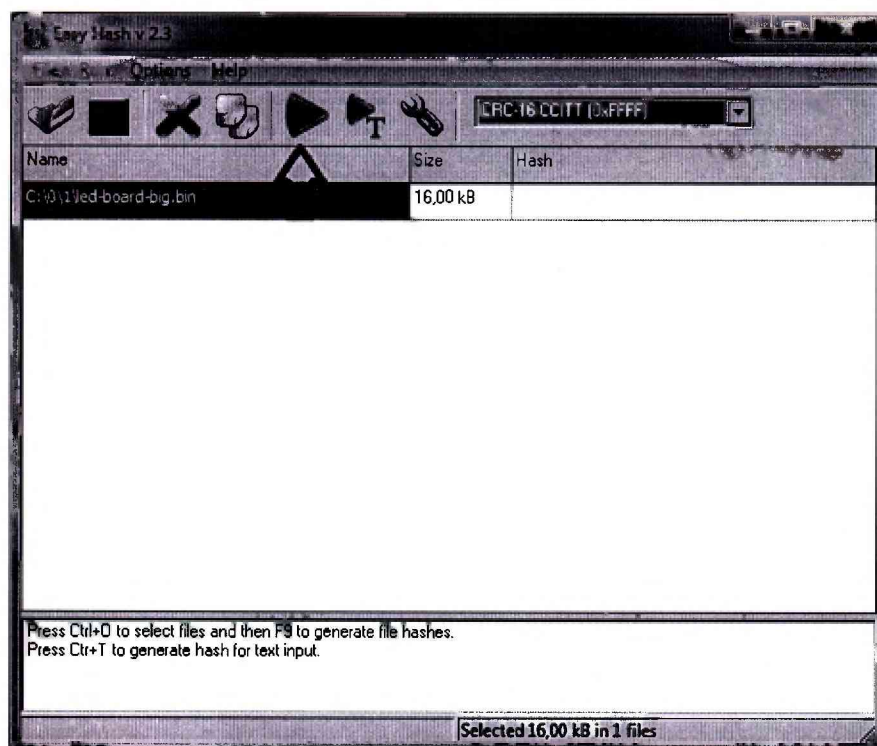 Easy Hash v 2.3
Options Help
CRC-16 CCITT (0xFFFF)
Name Size Hash
C:\0\1\led-board-big.bin 16,00 kB
Press Ctrl+O to select files and then F9 to generate file hashes.
Press Ctr+T to generate hash for text input.
Selected 16,00 kB in 1 files